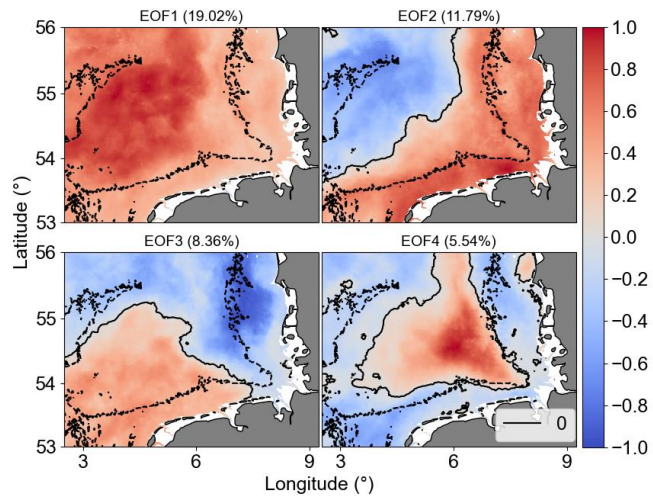 EOF1 (19.02%) EOF2 (11.79%)
56 1.0
55 0.8
54 0.6
53 0.4
Latitude (°) 0.2
EOF3 (8.36%) EOF4 (5.54%)
56 0.0
55 −0.2
54 −0.4
53 −0.6
−0.8
−1.0
0
3 6 9 3 6 9
Longitude (°)